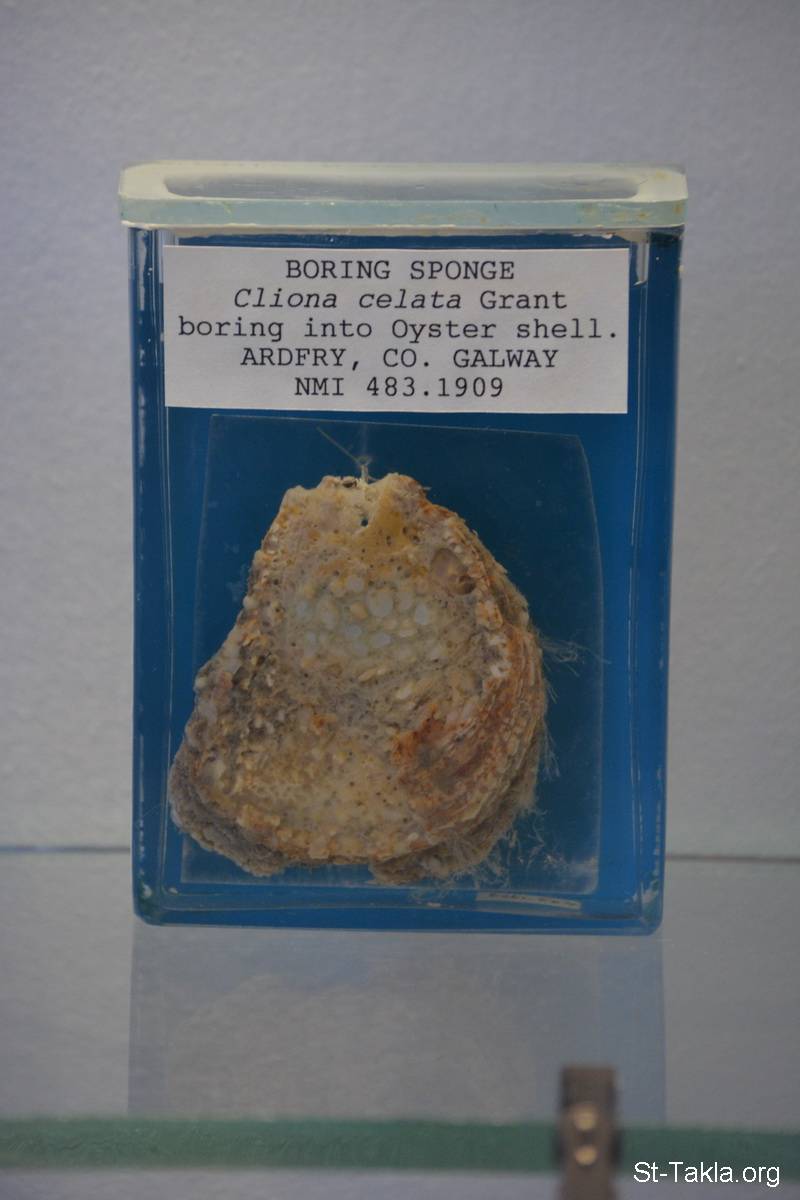 BORING SPONGE
Cliona celata Grant
boring into Oyster shell.
ARDFRY, CO. GALWAY
NMI 483.1909
St-Takla.org